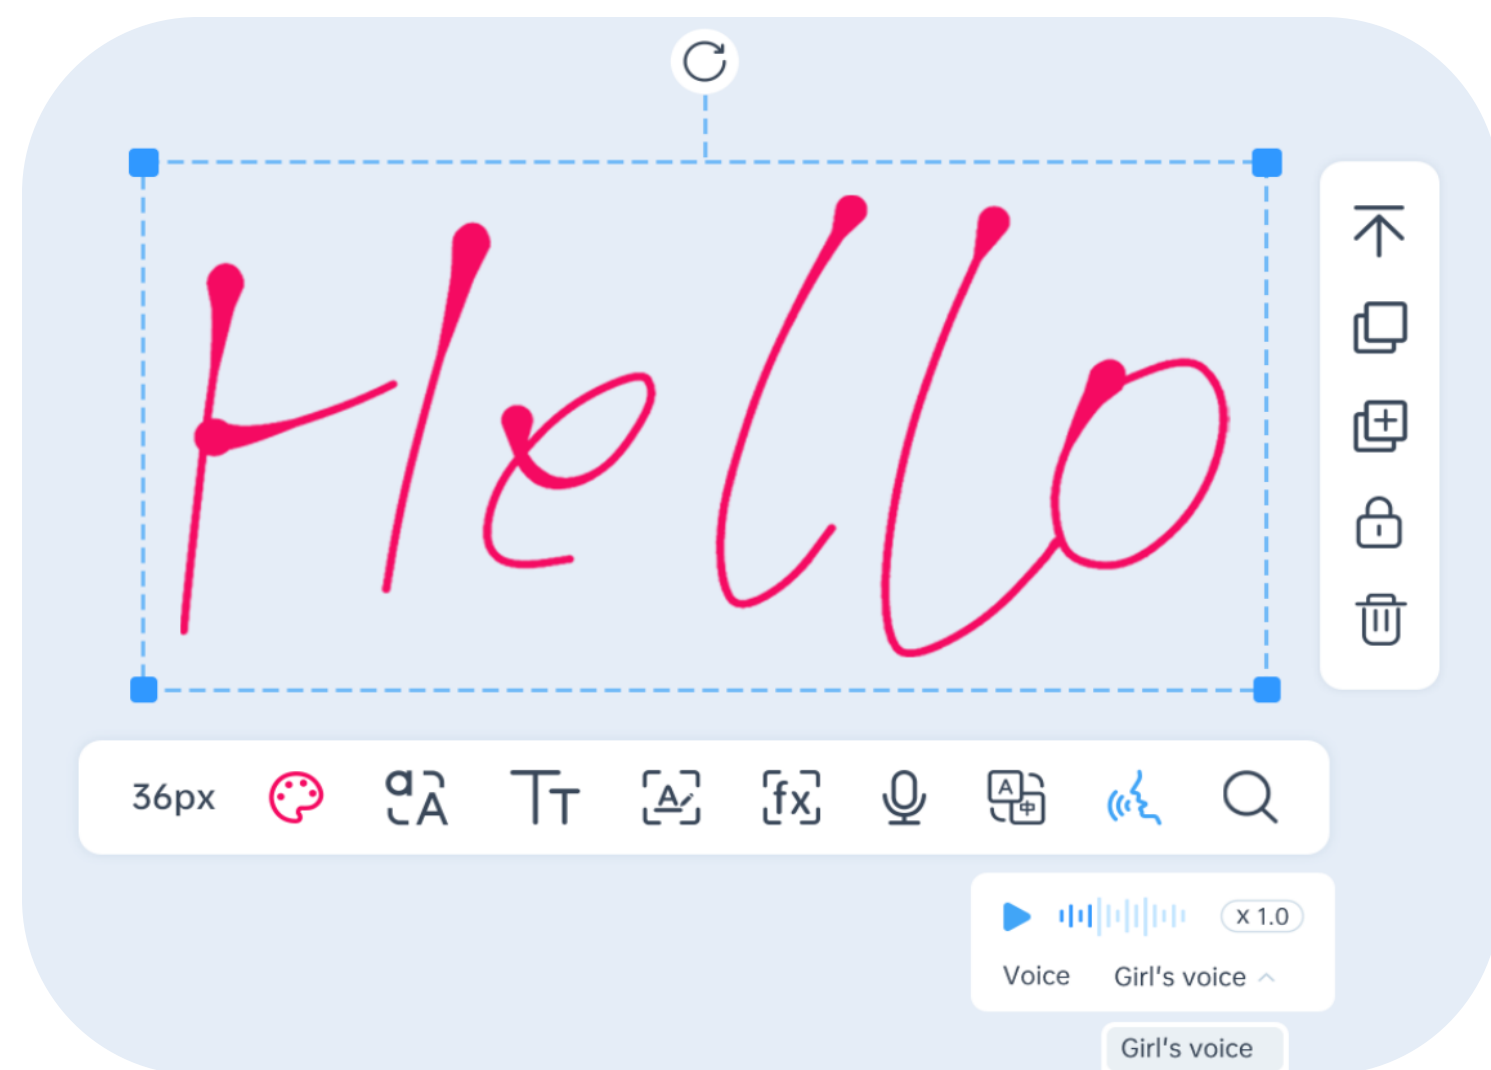 Hello
36px
x 1.0
Voice Girl's voice
Girl's voice